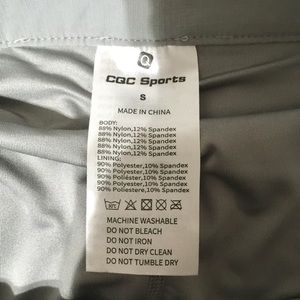 Q
CQC Sports
S
MADE IN CHINA
BODY:
88% Nylon,12% Spandex
88% Nylon,12% Spandex
88% Nylon,12% Spandex
88% Nylon,12% Spandex
88% Nylon,12% Spandex
LINING:
90% Polyester,10% Spandex
90% Polyester,10% Spandex
90% Poliéster,10% Spandex
90% Polyester,10% Spandex
90% Poliestere,10% Spandex
MACHINE WASHABLE
DO NOT BLEACH
DO NOT IRON
DO NOT DRY CLEAN
DO NOT TUMBLE DRY